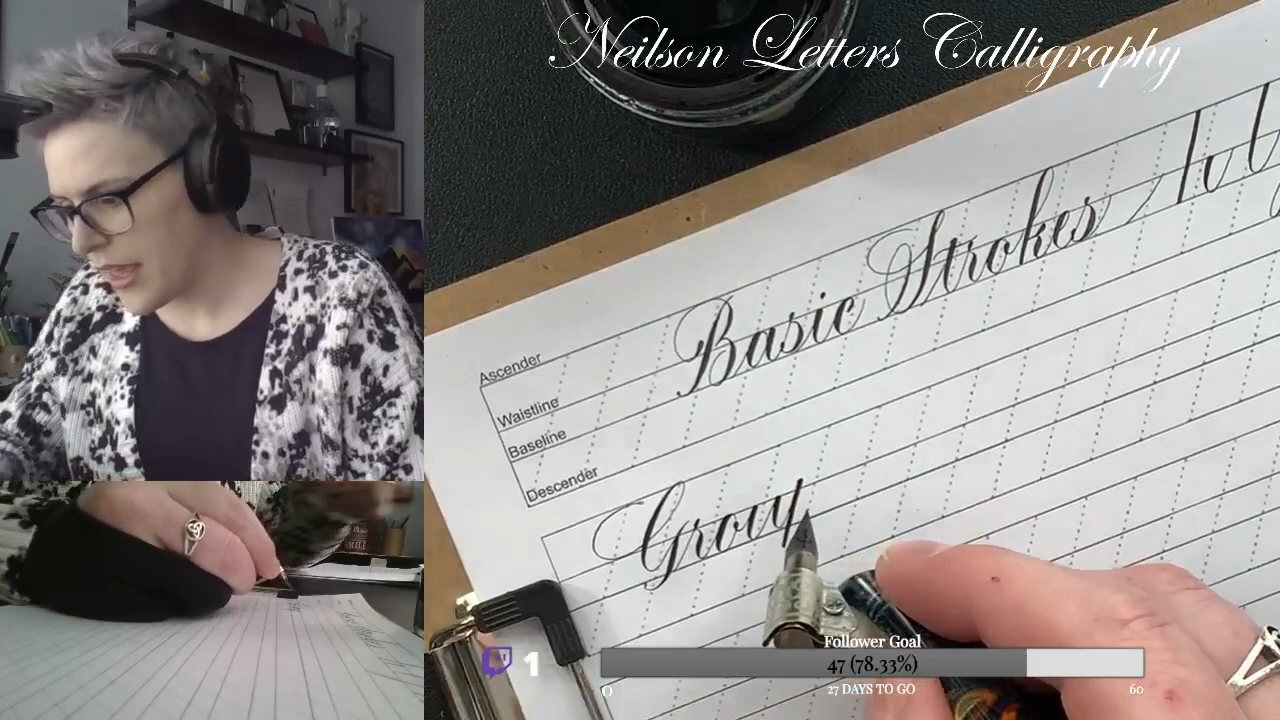 Neilson Letters Calligraphy
Basic Strokes
Ascender
Waistline
Baseline
Descender
Group
1
Follower Goal
47 (78.33%)
0
27 DAYS TO GO
60